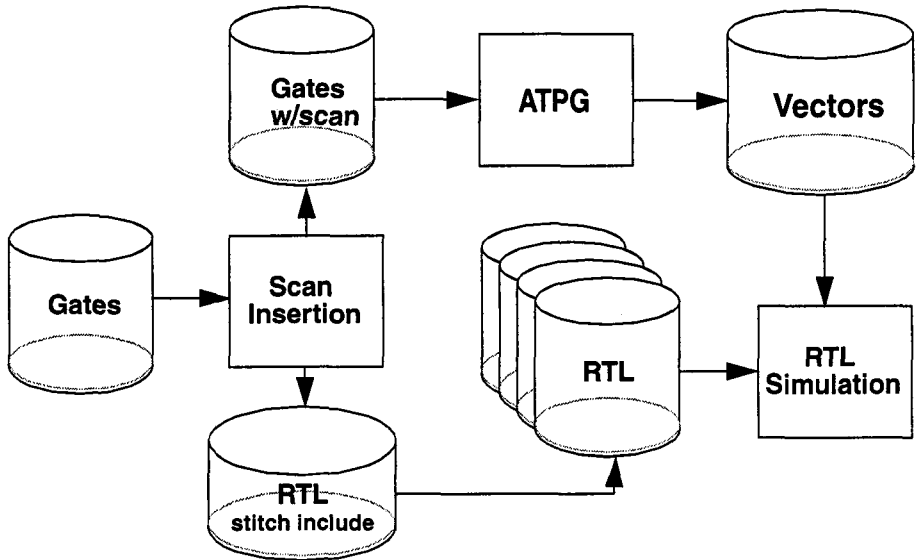 Gates
w/scan
ATPG
Vectors
Gates
Scan
Insertion
RTL
RTL
Simulation
RTL
stitch include